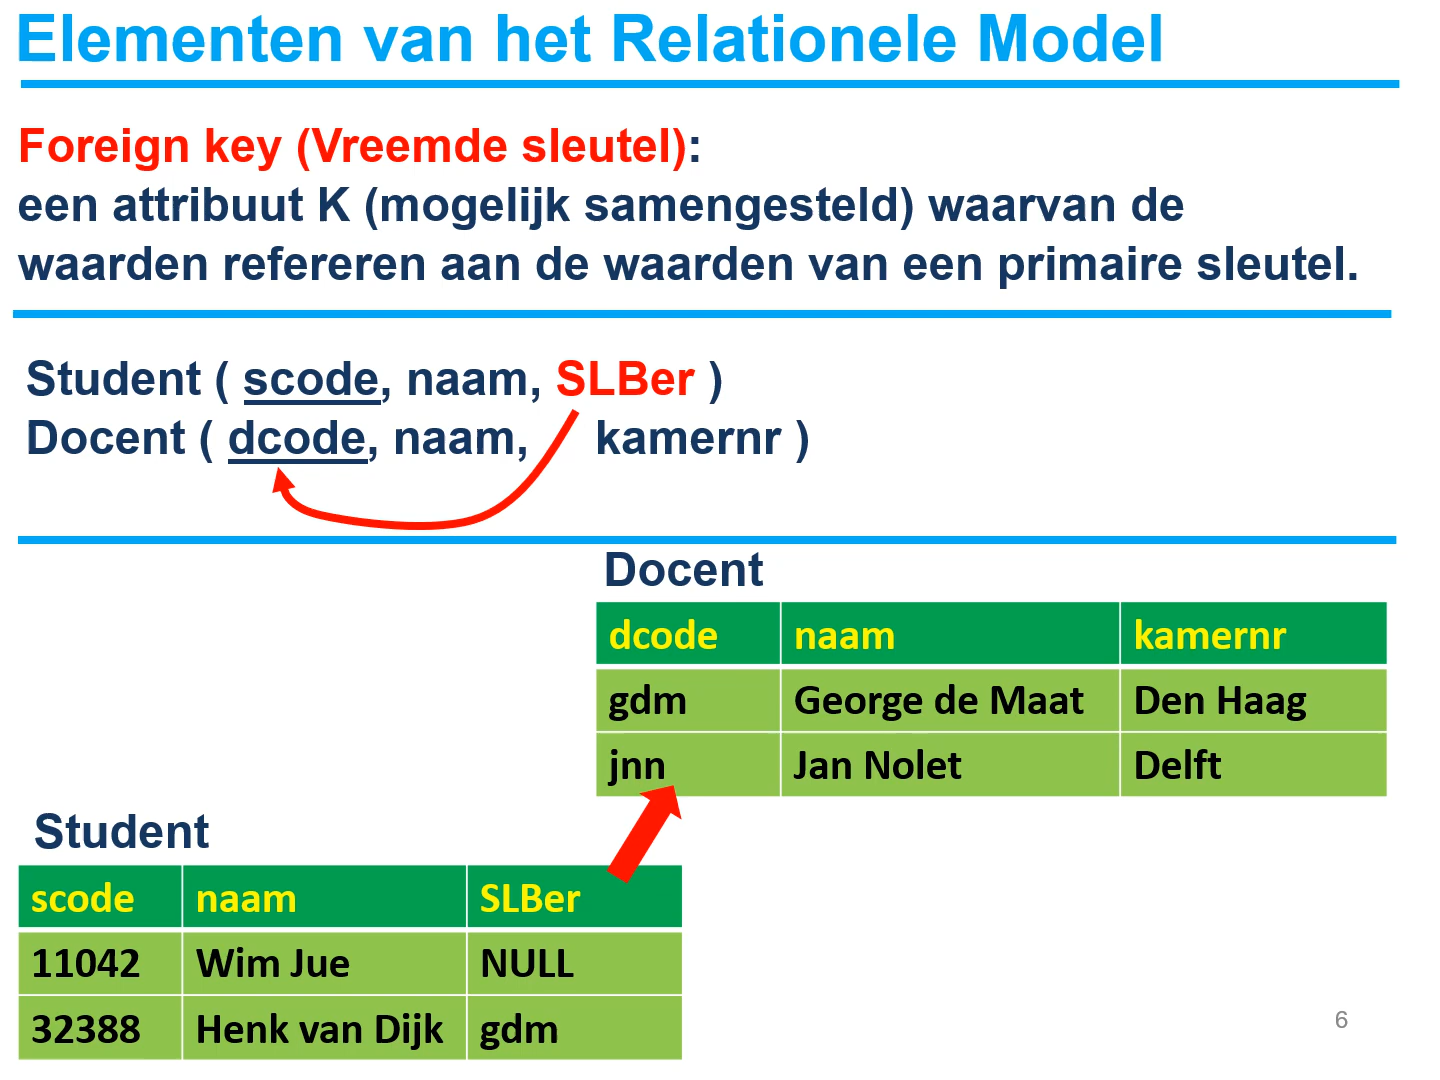 Elementen van het Relationele Model
Foreign key (Vreemde sleutel):
een attribuut K (mogelijk samengesteld) waarvan de
waarden refereren aan de waarden van een primaire sleutel.
Student ( scode, naam, SLBer )
Docent ( dcode, naam, kamernr )
Docent
dcode naam kamernr
gdm George de Maat Den Haag
jnn Jan Nolet Delft
Student
scode naam SLBer
11042 Wim Jue NULL
32388 Henk van Dijk gdm
6